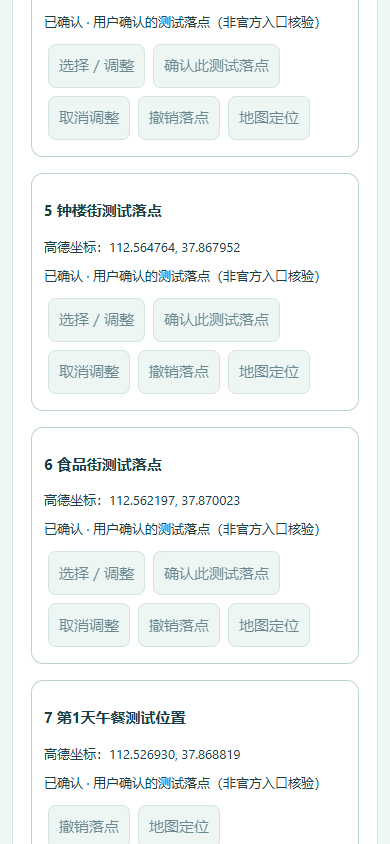 已确认 · 用户确认的测试落点（非官方入口核验）
选择 / 调整 确认此测试落点
取消调整 撤销落点 地图定位
5 钟楼街测试落点
高德坐标：112.564764, 37.867952
已确认 · 用户确认的测试落点（非官方入口核验）
选择 / 调整 确认此测试落点
取消调整 撤销落点 地图定位
6 食品街测试落点
高德坐标：112.562197, 37.870023
已确认 · 用户确认的测试落点（非官方入口核验）
选择 / 调整 确认此测试落点
取消调整 撤销落点 地图定位
7 第1天午餐测试位置
高德坐标：112.526930, 37.868819
已确认 · 用户确认的测试落点（非官方入口核验）
撤销落点 地图定位